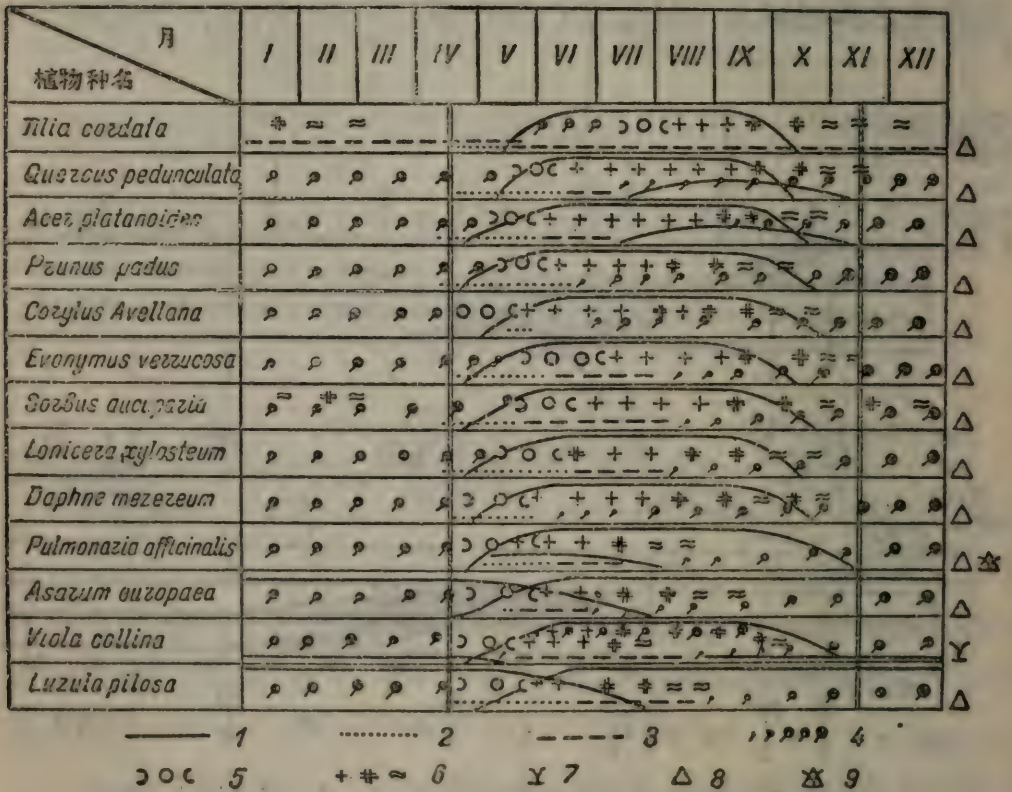 月
植物种名
I II III IV V VI VII VIII IX X XI XII
Tilia cordata
Quercus pedunculata
Acer platanoides
Prunus padus
Corylus Avellana
Evonymus verrucosa
Sorbus aucuparia
Lonicera xylosteum
Daphne mezereum
Pulmonaria officinalis
Asarum europaea
Viola collina
Luzula pilosa
1 2 3 4
5 6 7 8 9